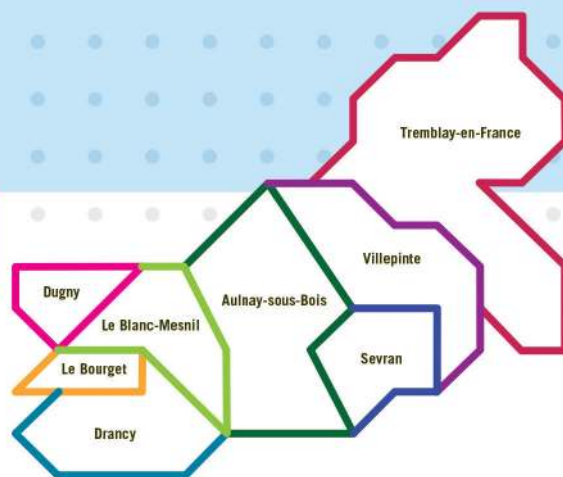 Tremblay-en-France
Villepinte
Dugny
Aulnay-sous-Bois
Le Blanc-Mesnil
Sevran
Le Bourget
Drancy